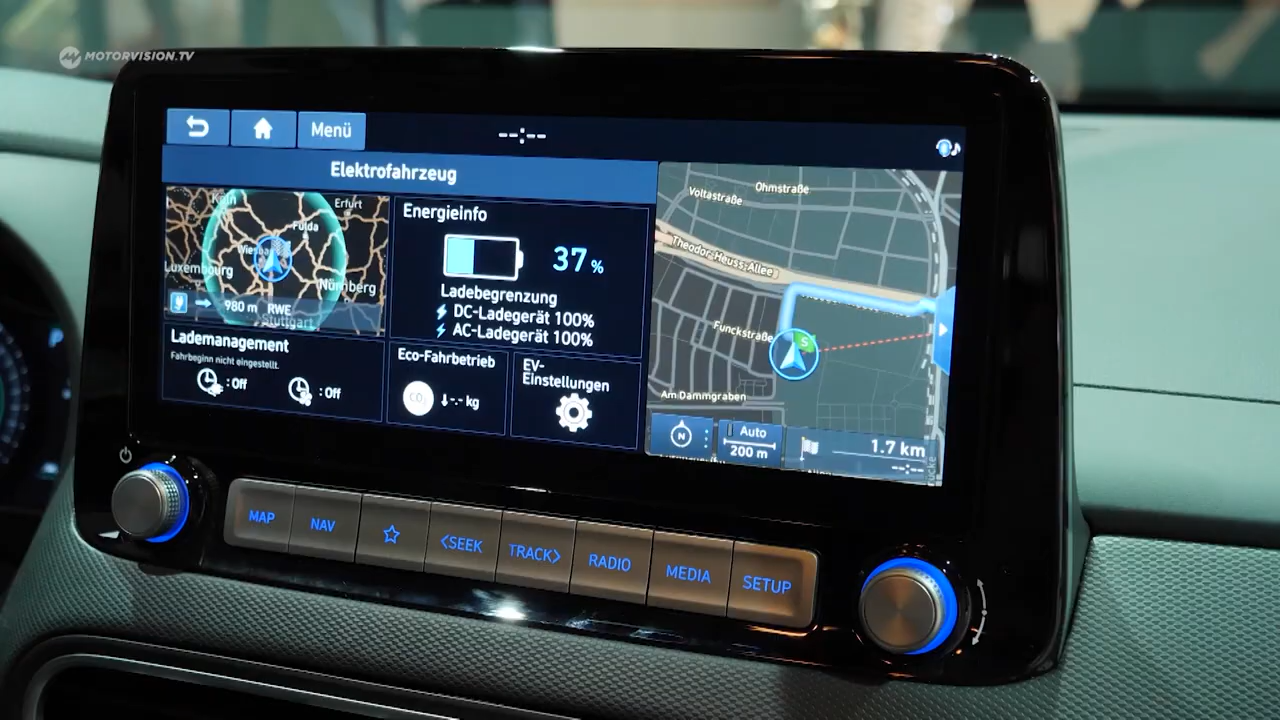 MOTORVISION.TV
Menü
--:--
Elektrofahrzeug
Köln
Erfurt
Fulda
Luxembourg
Nürnberg
980 m RWE
Stuttgart
Energieinfo
37 %
Ladebegrenzung
DC-Ladegerät 100%
AC-Ladegerät 100%
Lademanagement
Fahrbeginn nicht eingestellt.
: Off
: Off
Eco-Fahrbetrieb
CO₂
-.- kg
EV-
Einstellungen
Voltastraße
Ohmstraße
Theodor-Heuss-Allee
Funckstraße
S
Am Dammgraben
N
Auto
200 m
1.7 km
--:--
MAP
NAV
<SEEK
TRACK>
RADIO
MEDIA
SETUP